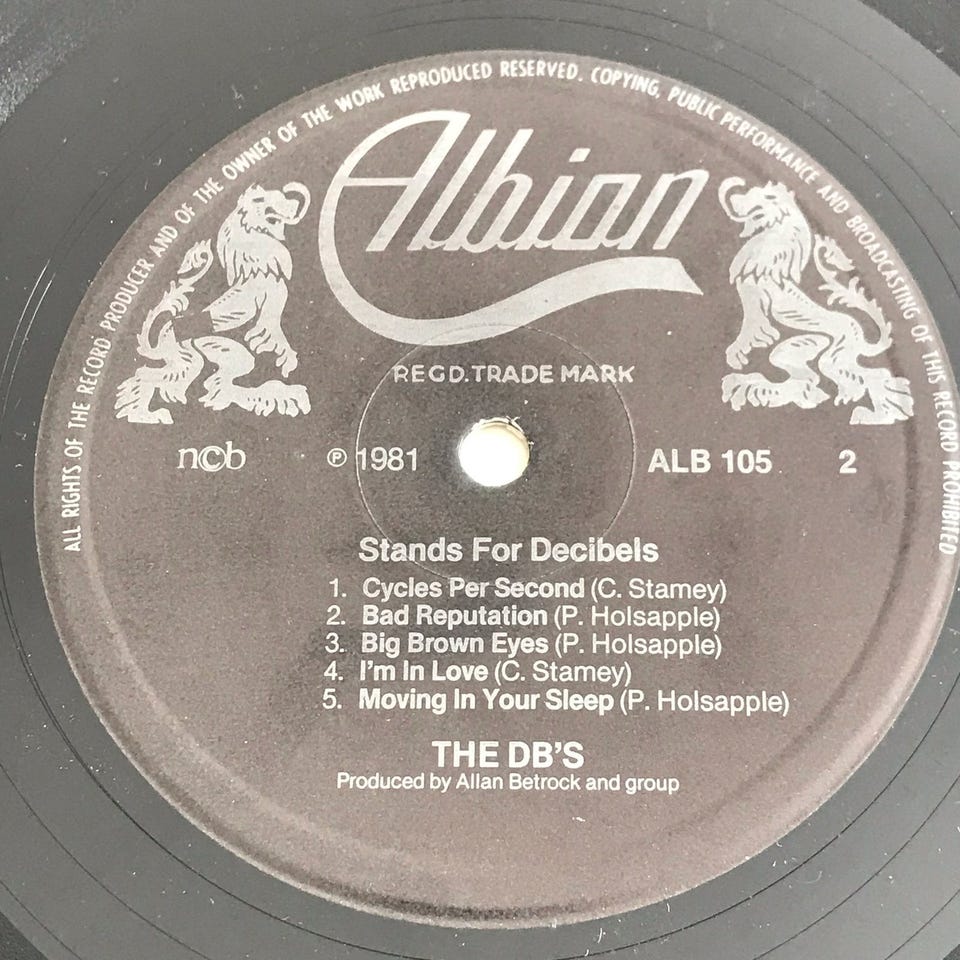 ALL RIGHTS OF THE RECORD PRODUCER AND OF THE OWNER OF THE WORK REPRODUCED RESERVED. COPYING, PUBLIC PERFORMANCE AND BROADCASTING OF THIS RECORD PROHIBITED
Albion
REGD. TRADE MARK
ncb ℗ 1981 ALB 105 2
Stands For Decibels
1. Cycles Per Second (C. Stamey)
2. Bad Reputation (P. Holsapple)
3. Big Brown Eyes (P. Holsapple)
4. I'm In Love (C. Stamey)
5. Moving In Your Sleep (P. Holsapple)
THE DB'S
Produced by Allan Betrock and group